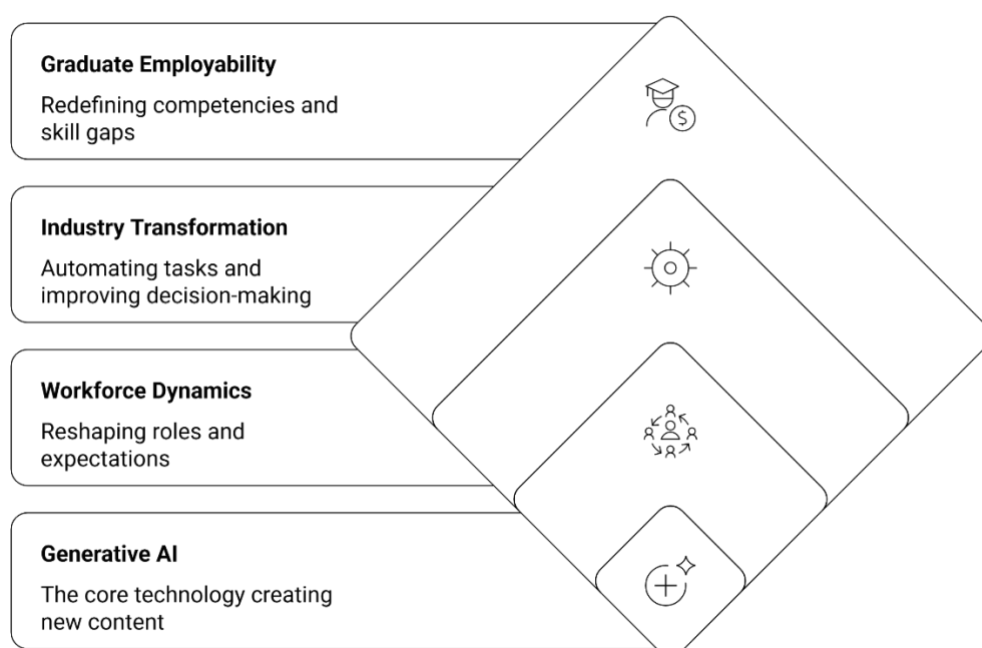 Graduate Employability
Redefining competencies and
skill gaps
$
Industry Transformation
Automating tasks and
improving decision-making
Workforce Dynamics
Reshaping roles and
expectations
Generative AI
The core technology creating
new content